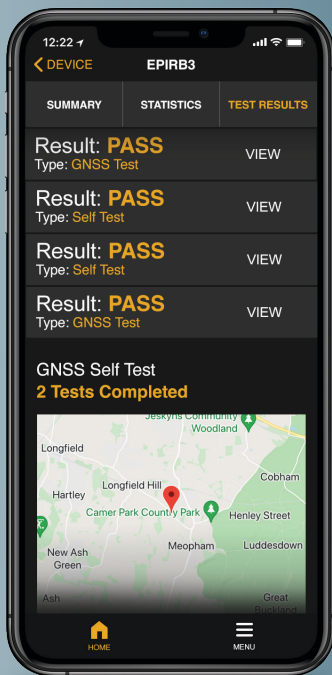 12:22
DEVICE
EPIRB3
SUMMARY
STATISTICS
TEST RESULTS
Result: PASS
Type: GNSS Test
VIEW
Result: PASS
Type: Self Test
VIEW
Result: PASS
Type: Self Test
VIEW
Result: PASS
Type: GNSS Test
VIEW
GNSS Self Test
2 Tests Completed
Jeskyns Community
Woodland
Longfield
Cobham
Longfield Hill
Hartley
Camer Park Country Park
Henley Street
Meopham
Luddesdown
New Ash
Green
Ash
Great
Buckland
HOME
MENU